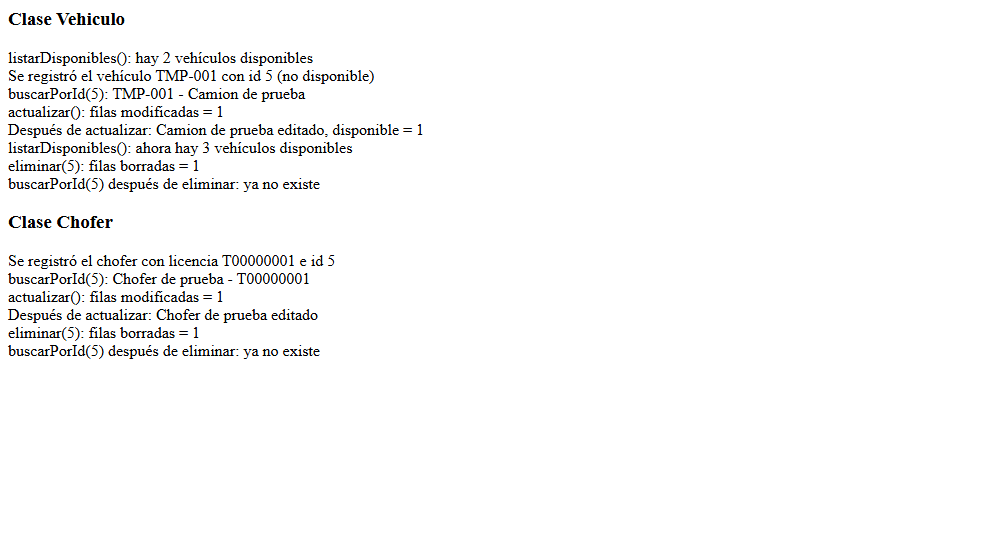 Clase Vehiculo
listarDisponibles(): hay 2 vehículos disponibles
Se registró el vehículo TMP-001 con id 5 (no disponible)
buscarPorId(5): TMP-001 - Camion de prueba
actualizar(): filas modificadas = 1
Después de actualizar: Camion de prueba editado, disponible = 1
listarDisponibles(): ahora hay 3 vehículos disponibles
eliminar(5): filas borradas = 1
buscarPorId(5) después de eliminar: ya no existe
Clase Chofer
Se registró el chofer con licencia T00000001 e id 5
buscarPorId(5): Chofer de prueba - T00000001
actualizar(): filas modificadas = 1
Después de actualizar: Chofer de prueba editado
eliminar(5): filas borradas = 1
buscarPorId(5) después de eliminar: ya no existe